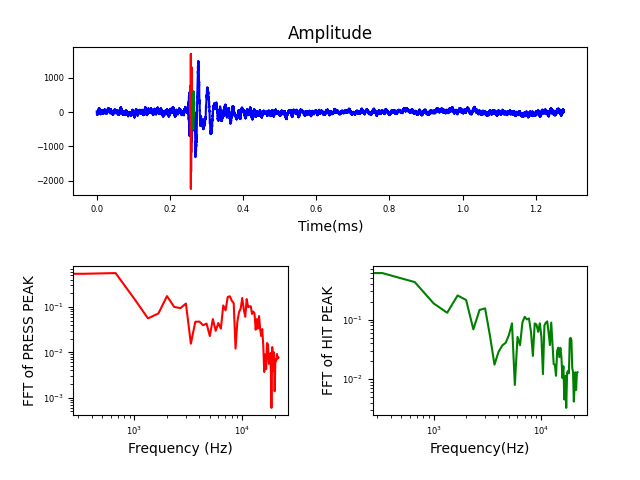 Amplitude
1000
0
−1000
−2000
0.0 0.2 0.4 0.6 0.8 1.0 1.2
Time(ms)
FFT of PRESS PEAK
10⁻¹
10⁻²
10⁻³
10³ 10⁴
Frequency (Hz)
FFT of HIT PEAK
10⁻¹
10⁻²
10³ 10⁴
Frequency(Hz)